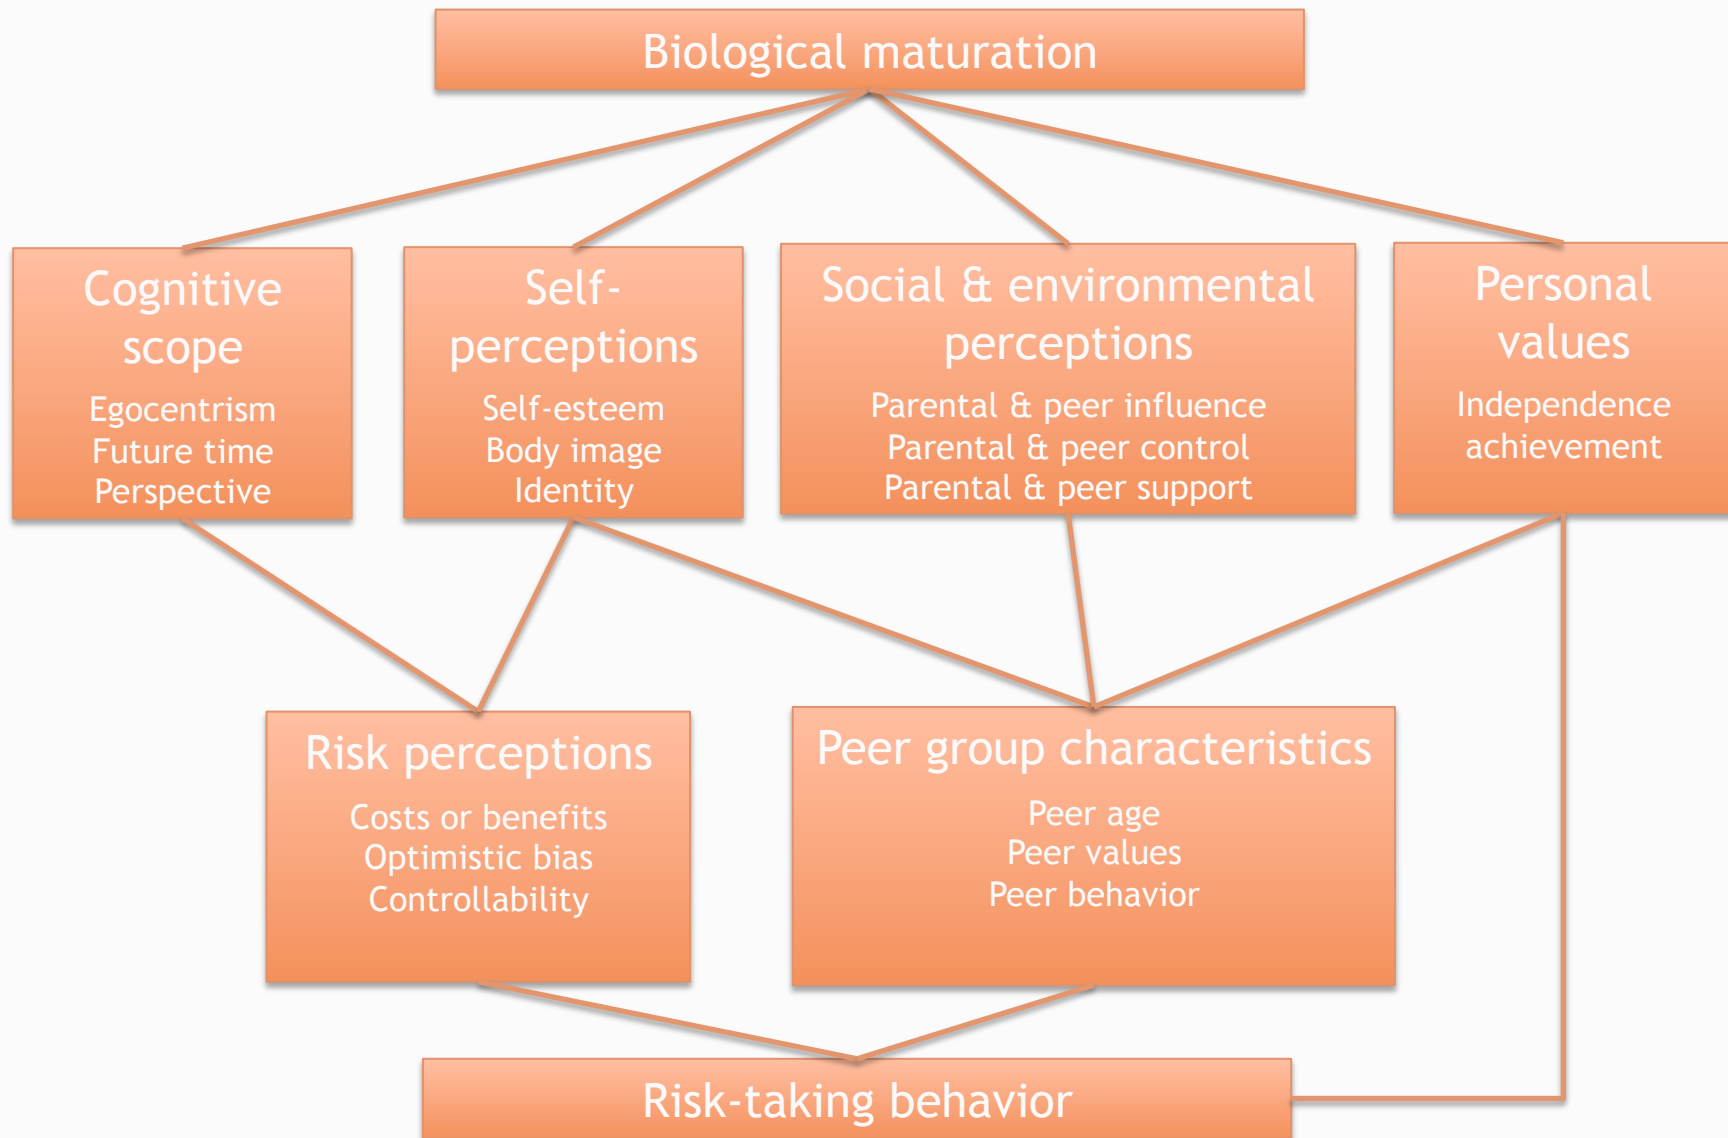 Biological maturation
Cognitive
scope
Egocentrism
Future time
Perspective
Self-
perceptions
Self-esteem
Body image
Identity
Social & environmental
perceptions
Parental & peer influence
Parental & peer control
Parental & peer support
Personal
values
Independence
achievement
Risk perceptions
Costs or benefits
Optimistic bias
Controllability
Peer group characteristics
Peer age
Peer values
Peer behavior
Risk-taking behavior